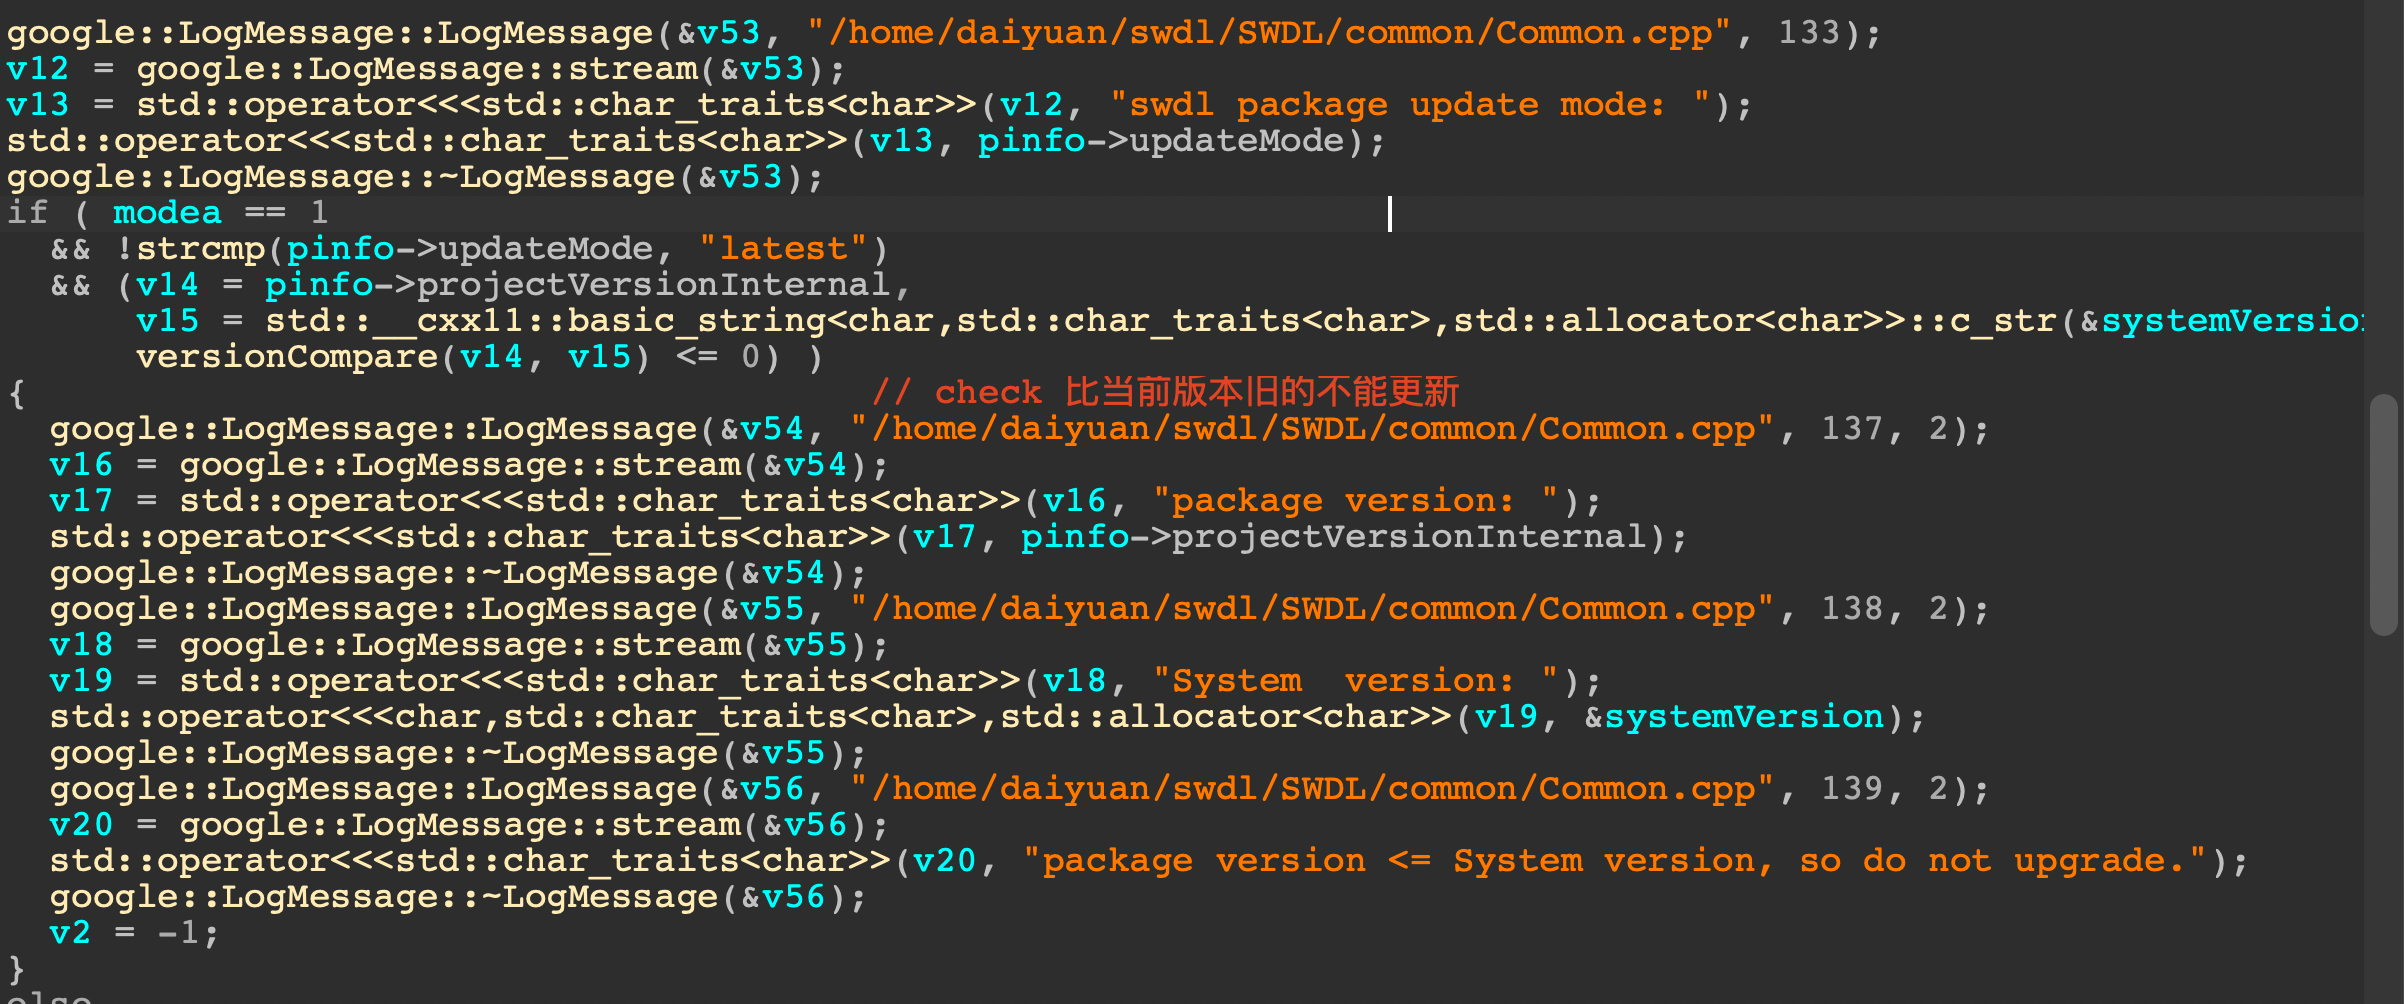 google::LogMessage::LogMessage(&v53, "/home/daiyuan/swdl/SWDL/common/Common.cpp", 133);
v12 = google::LogMessage::stream(&v53);
v13 = std::operator<<<std::char_traits<char>>(v12, "swdl package update mode: ");
std::operator<<<std::char_traits<char>>(v13, pinfo->updateMode);
google::LogMessage::~LogMessage(&v53);
if ( modea == 1
  && !strcmp(pinfo->updateMode, "latest")
  && (v14 = pinfo->projectVersionInternal,
      v15 = std::__cxx11::basic_string<char,std::char_traits<char>,std::allocator<char>>::c_str(&systemVersio
      versionCompare(v14, v15) <= 0) )
{                                       // check 比当前版本旧的不能更新
  google::LogMessage::LogMessage(&v54, "/home/daiyuan/swdl/SWDL/common/Common.cpp", 137, 2);
  v16 = google::LogMessage::stream(&v54);
  v17 = std::operator<<<std::char_traits<char>>(v16, "package version: ");
  std::operator<<<std::char_traits<char>>(v17, pinfo->projectVersionInternal);
  google::LogMessage::~LogMessage(&v54);
  google::LogMessage::LogMessage(&v55, "/home/daiyuan/swdl/SWDL/common/Common.cpp", 138, 2);
  v18 = google::LogMessage::stream(&v55);
  v19 = std::operator<<<std::char_traits<char>>(v18, "System  version: ");
  std::operator<<<char,std::char_traits<char>,std::allocator<char>>(v19, &systemVersion);
  google::LogMessage::~LogMessage(&v55);
  google::LogMessage::LogMessage(&v56, "/home/daiyuan/swdl/SWDL/common/Common.cpp", 139, 2);
  v20 = google::LogMessage::stream(&v56);
  std::operator<<<std::char_traits<char>>(v20, "package version <= System version, so do not upgrade.");
  google::LogMessage::~LogMessage(&v56);
  v2 = -1;
}
else